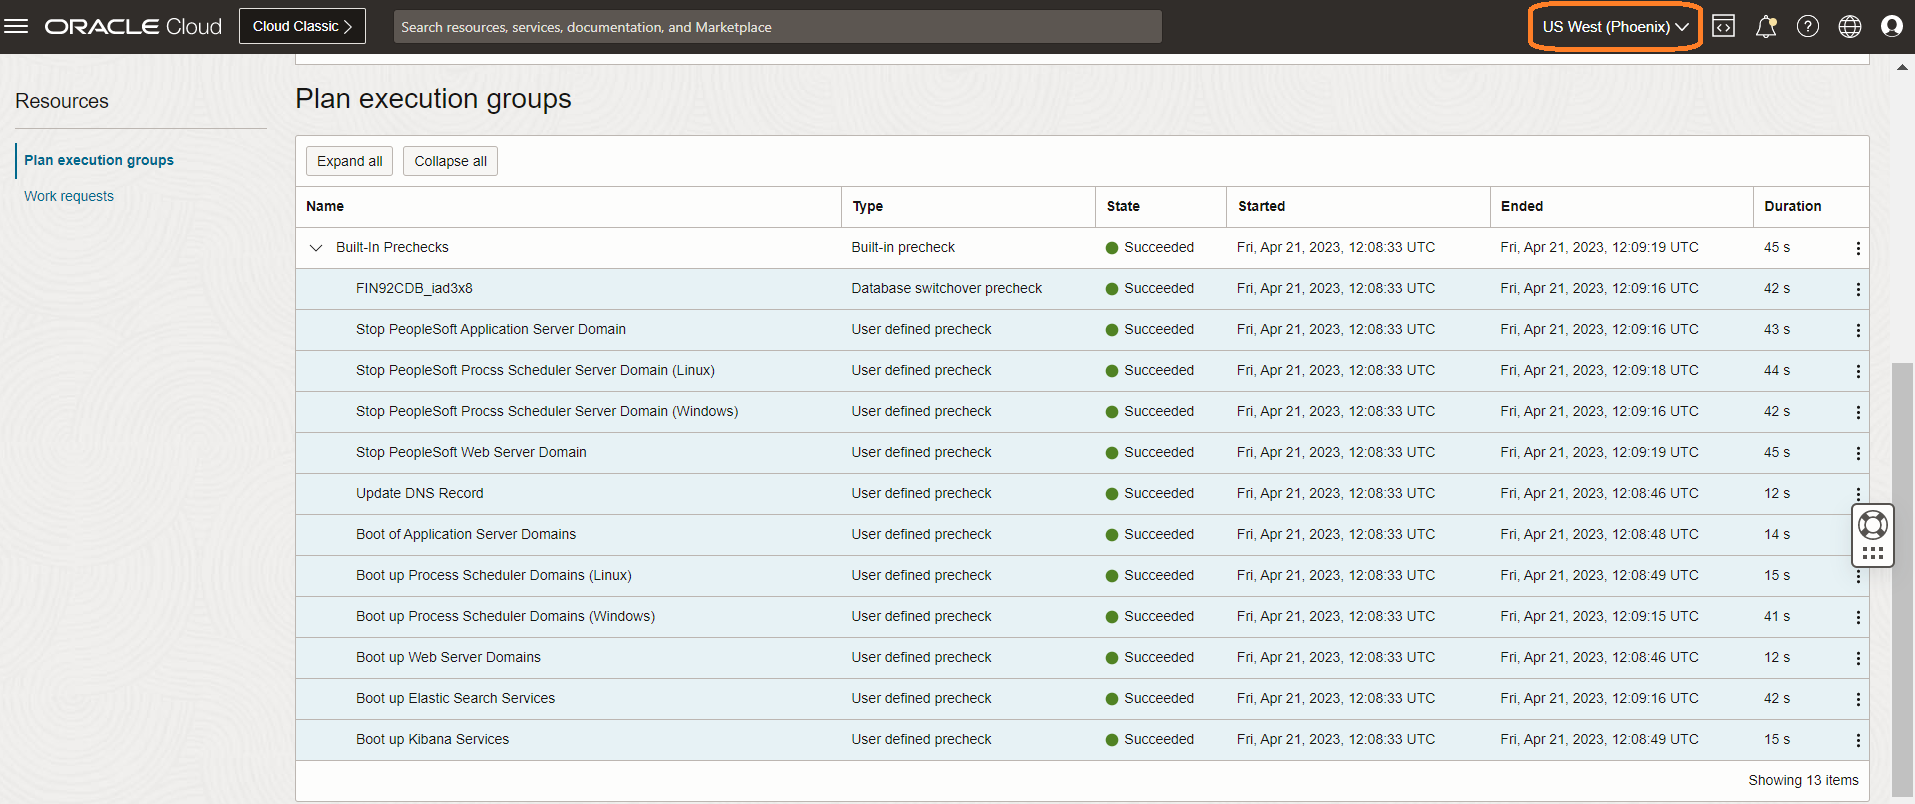 ORACLE Cloud
Cloud Classic
Search resources, services, documentation, and Marketplace
US West (Phoenix)
Resources
Plan execution groups
Work requests
Plan execution groups
Expand all Collapse all
Name Type State Started Ended Duration
Built-In Prechecks Built-in precheck Succeeded Fri, Apr 21, 2023, 12:08:33 UTC Fri, Apr 21, 2023, 12:09:19 UTC 45 s
FIN92CDB_iad3x8 Database switchover precheck Succeeded Fri, Apr 21, 2023, 12:08:33 UTC Fri, Apr 21, 2023, 12:09:16 UTC 42 s
Stop PeopleSoft Application Server Domain User defined precheck Succeeded Fri, Apr 21, 2023, 12:08:33 UTC Fri, Apr 21, 2023, 12:09:16 UTC 43 s
Stop PeopleSoft Procss Scheduler Server Domain (Linux) User defined precheck Succeeded Fri, Apr 21, 2023, 12:08:33 UTC Fri, Apr 21, 2023, 12:09:18 UTC 44 s
Stop PeopleSoft Procss Scheduler Server Domain (Windows) User defined precheck Succeeded Fri, Apr 21, 2023, 12:08:33 UTC Fri, Apr 21, 2023, 12:09:16 UTC 42 s
Stop PeopleSoft Web Server Domain User defined precheck Succeeded Fri, Apr 21, 2023, 12:08:33 UTC Fri, Apr 21, 2023, 12:09:19 UTC 45 s
Update DNS Record User defined precheck Succeeded Fri, Apr 21, 2023, 12:08:33 UTC Fri, Apr 21, 2023, 12:08:46 UTC 12 s
Boot of Application Server Domains User defined precheck Succeeded Fri, Apr 21, 2023, 12:08:33 UTC Fri, Apr 21, 2023, 12:08:48 UTC 14 s
Boot up Process Scheduler Domains (Linux) User defined precheck Succeeded Fri, Apr 21, 2023, 12:08:33 UTC Fri, Apr 21, 2023, 12:08:49 UTC 15 s
Boot up Process Scheduler Domains (Windows) User defined precheck Succeeded Fri, Apr 21, 2023, 12:08:33 UTC Fri, Apr 21, 2023, 12:09:15 UTC 41 s
Boot up Web Server Domains User defined precheck Succeeded Fri, Apr 21, 2023, 12:08:33 UTC Fri, Apr 21, 2023, 12:08:46 UTC 12 s
Boot up Elastic Search Services User defined precheck Succeeded Fri, Apr 21, 2023, 12:08:33 UTC Fri, Apr 21, 2023, 12:09:16 UTC 42 s
Boot up Kibana Services User defined precheck Succeeded Fri, Apr 21, 2023, 12:08:33 UTC Fri, Apr 21, 2023, 12:08:49 UTC 15 s
Showing 13 items